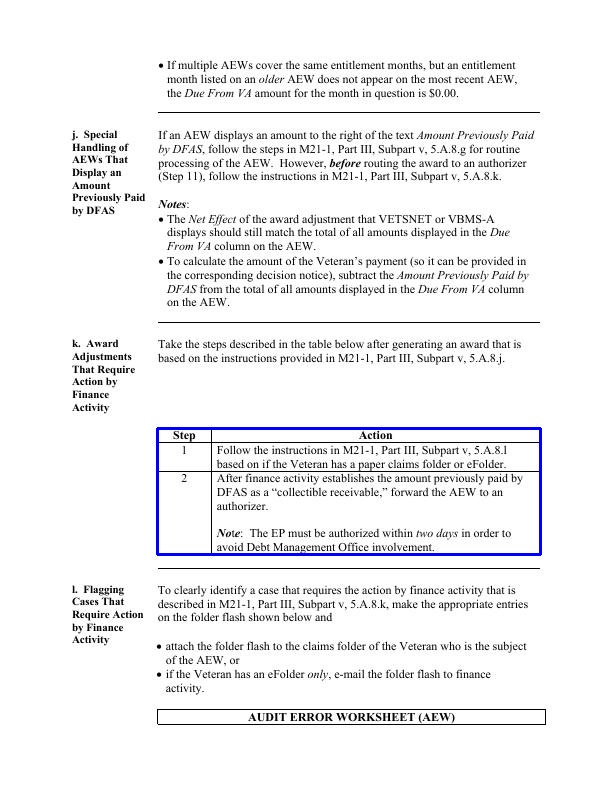 • If multiple AEWs cover the same entitlement months, but an entitlement
month listed on an older AEW does not appear on the most recent AEW,
the Due From VA amount for the month in question is $0.00.
j. Special
Handling of
AEWs That
Display an
Amount
Previously Paid
by DFAS
If an AEW displays an amount to the right of the text Amount Previously Paid
by DFAS, follow the steps in M21-1, Part III, Subpart v, 5.A.8.g for routine
processing of the AEW. However, before routing the award to an authorizer
(Step 11), follow the instructions in M21-1, Part III, Subpart v, 5.A.8.k.
Notes:
• The Net Effect of the award adjustment that VETSNET or VBMS-A
displays should still match the total of all amounts displayed in the Due
From VA column on the AEW.
• To calculate the amount of the Veteran's payment (so it can be provided in
the corresponding decision notice), subtract the Amount Previously Paid by
DFAS from the total of all amounts displayed in the Due From VA column
on the AEW.
k. Award
Adjustments
That Require
Action by
Finance
Activity
Take the steps described in the table below after generating an award that is
based on the instructions provided in M21-1, Part III, Subpart v, 5.A.8.j.
Step Action
1 Follow the instructions in M21-1, Part III, Subpart v, 5.A.8.l
based on if the Veteran has a paper claims folder or eFolder.
2 After finance activity establishes the amount previously paid by
DFAS as a “collectible receivable,” forward the AEW to an
authorizer.
Note: The EP must be authorized within two days in order to
avoid Debt Management Office involvement.
l. Flagging
Cases That
Require Action
by Finance
Activity
To clearly identify a case that requires the action by finance activity that is
described in M21-1, Part III, Subpart v, 5.A.8.k, make the appropriate entries
on the folder flash shown below and
• attach the folder flash to the claims folder of the Veteran who is the subject
of the AEW, or
• if the Veteran has an eFolder only, e-mail the folder flash to finance
activity.
AUDIT ERROR WORKSHEET (AEW)